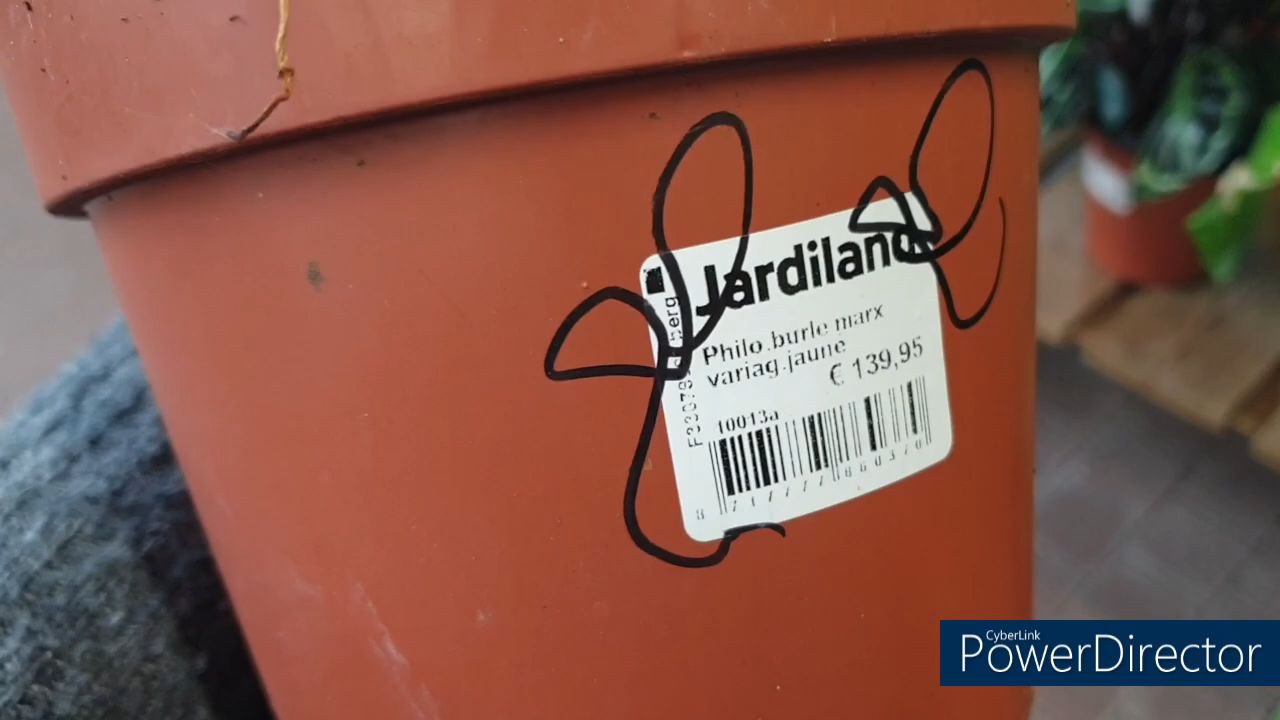 Jardiland
Philo.burle marx
variag.jaune
€ 139,95
10013a
CyberLink
PowerDirector